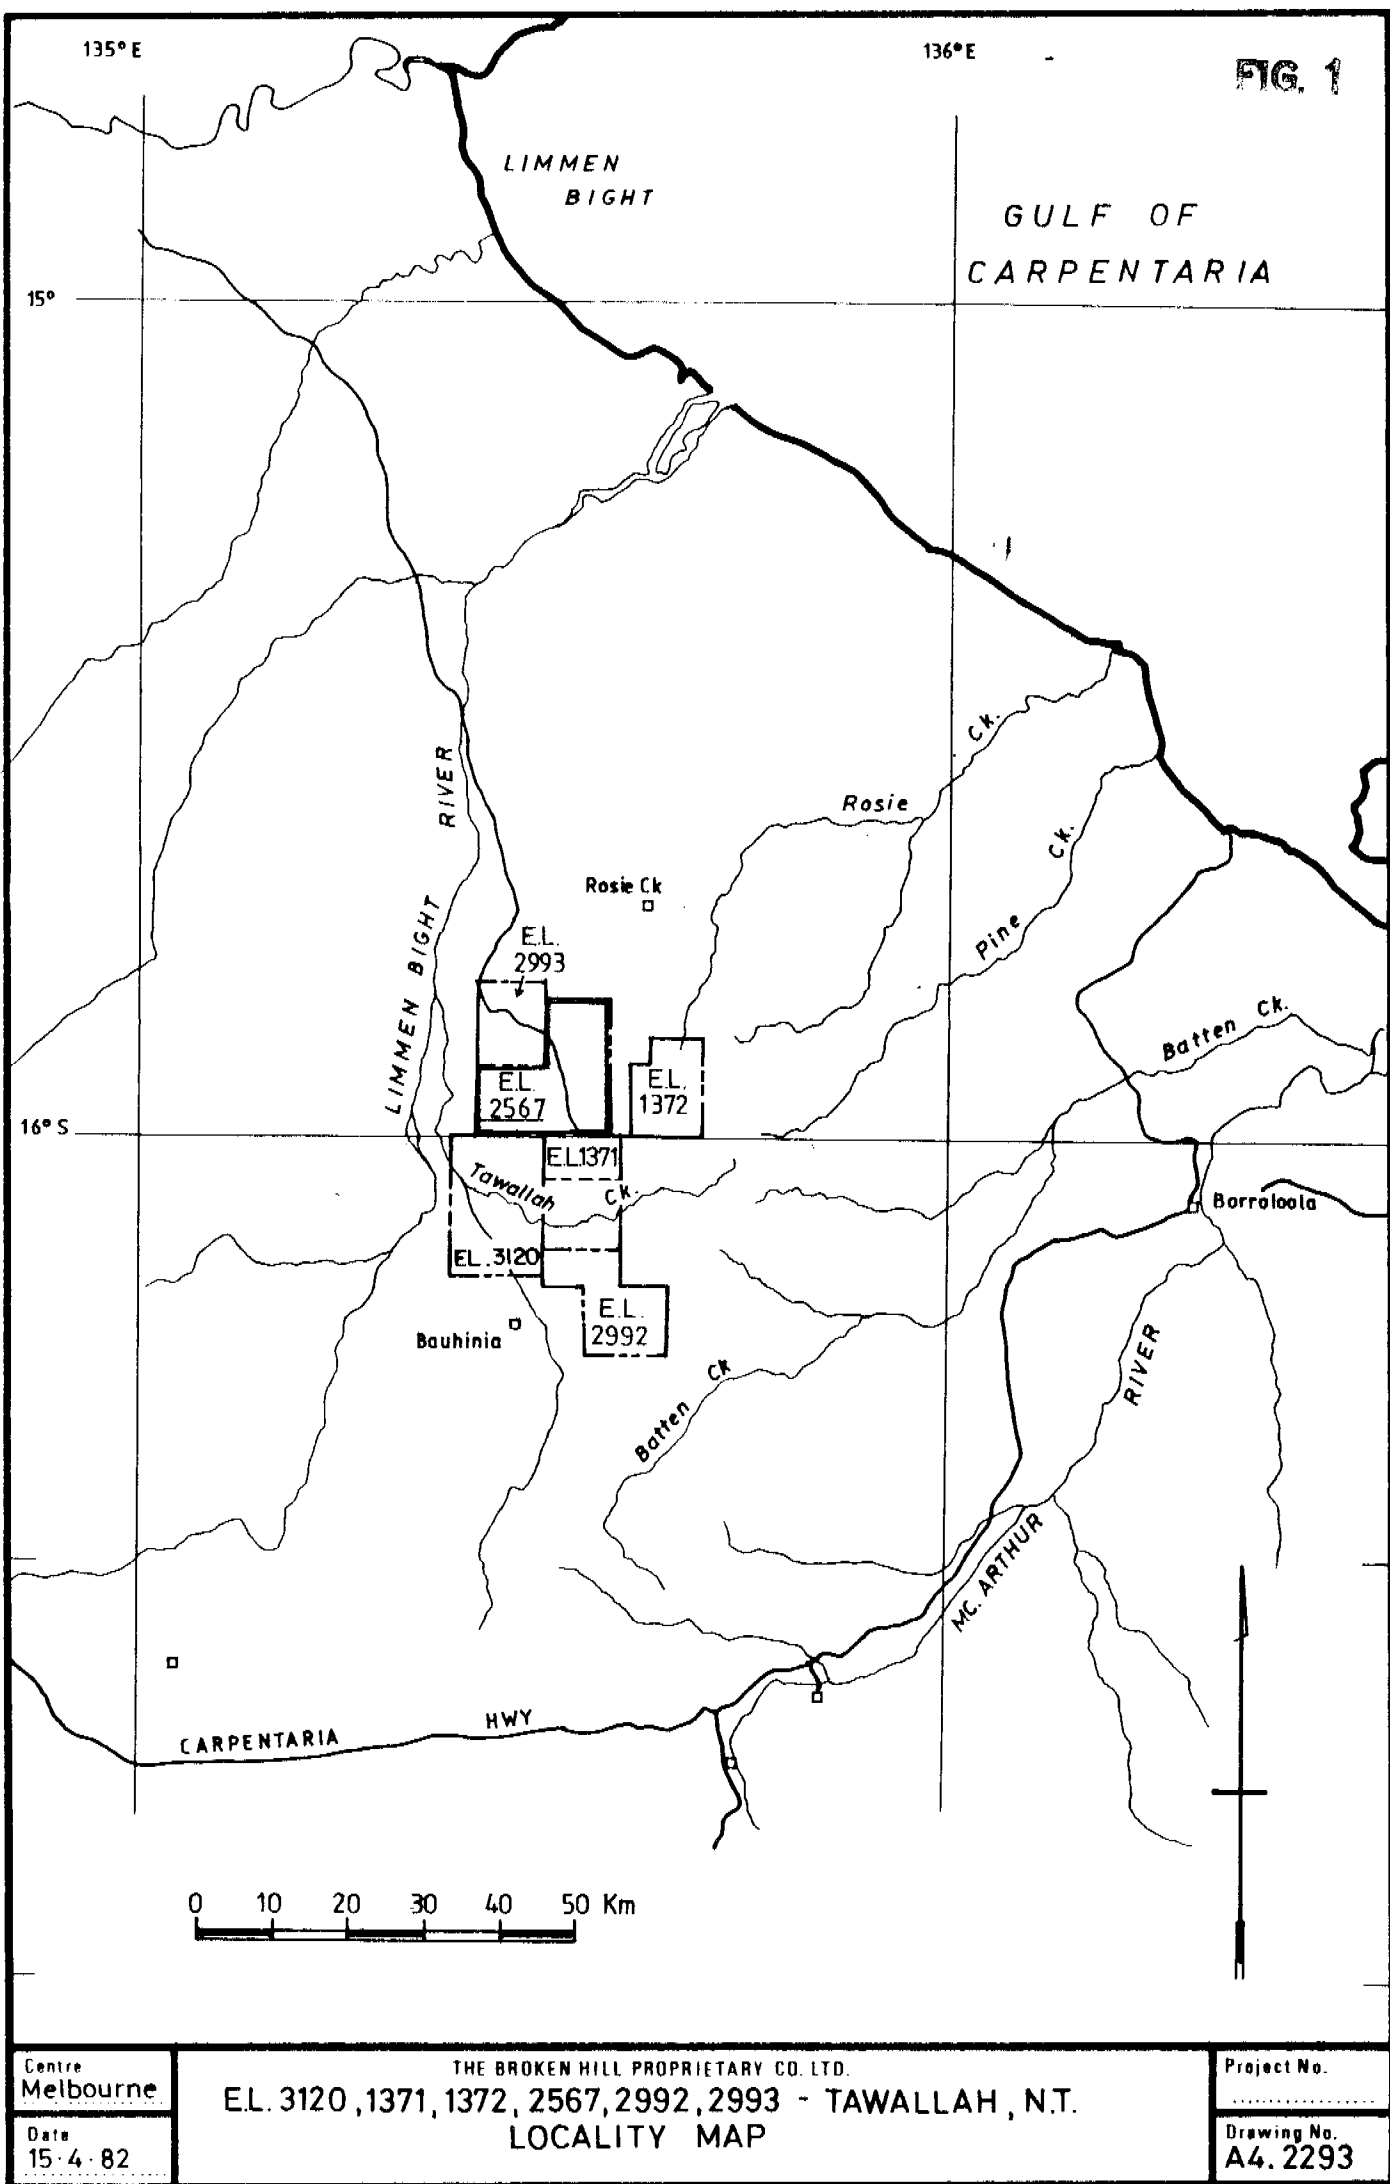 135° E
136° E
FIG. 1
LIMMEN
BIGHT
GULF OF
CARPENTARIA
15°
Ck.
RIVER
Rosie
Ck.
Rosie Ck
LIMMEN BIGHT
Pine
E.L.
2993
Batten Ck.
E.L.
2567
E.L.
1372
16° S
E.L.1371
Tawallah Ck.
Borroloola
E.L. 3120
E.L.
2992
Bauhinia
RIVER
Batten Ck
MC. ARTHUR
CARPENTARIA HWY
0 10 20 30 40 50 Km
Centre
Melbourne
Date
15·4·82
THE BROKEN HILL PROPRIETARY CO. LTD.
E.L. 3120, 1371, 1372, 2567, 2992, 2993 - TAWALLAH, N.T.
LOCALITY MAP
Project No.
Drawing No.
A4. 2293